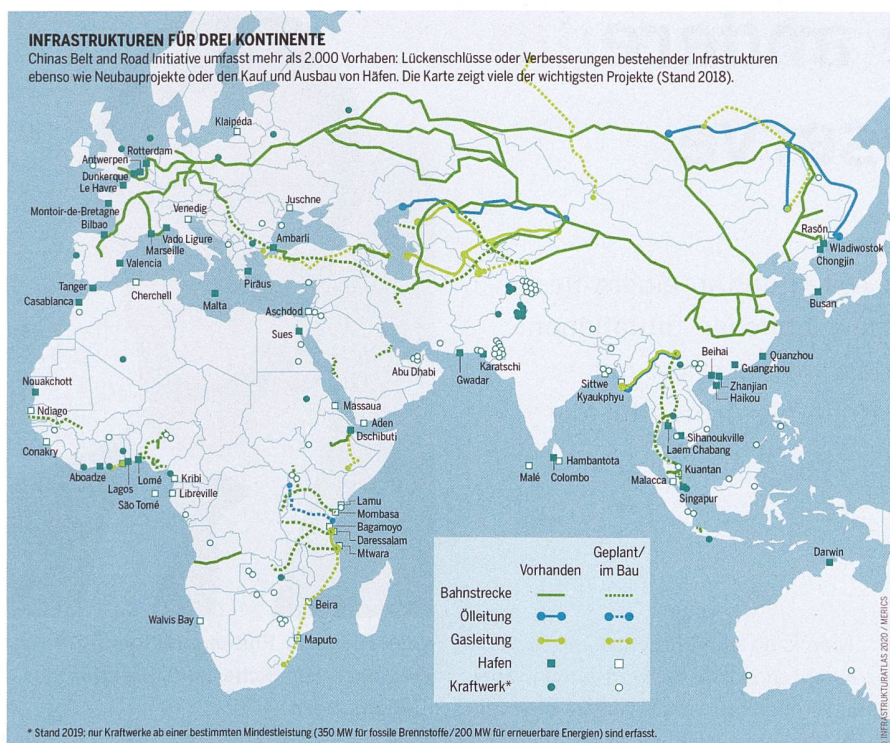 INFRASTRUKTUREN FÜR DREI KONTINENTE
Chinas Belt and Road Initiative umfasst mehr als 2.000 Vorhaben: Lückenschlüsse oder Verbesserungen bestehender Infrastrukturen
ebenso wie Neubauprojekte oder den Kauf und Ausbau von Häfen. Die Karte zeigt viele der wichtigsten Projekte (Stand 2018).
Klaipéda
Rotterdam
Antwerpen
Dunkerque
Le Havre
Montoir-de-Bretagne
Bilbao
Venedig
Juschne
Vado Ligure
Marseille
Ambarli
Valencia
Piräus
Tanger
Casablanca
Cherchell
Malta
Aschdod
Sues
Rasŏn
Wladiwostok
Chongjin
Busan
Abu Dhabi
Gwadar
Karatschi
Sittwe
Kyaukphyu
Beihai
Quanzhou
Guangzhou
Zhanjian
Haikou
Nouakchott
Ndiago
Conakry
Massaua
Aden
Dschibuti
Sihanoukville
Laem Chabang
Hambantota
Malé
Colombo
Kuantan
Malacca
Singapur
Aboadze
Lomé
Lagos
Kribi
São Tomé
Libreville
Lamu
Mombasa
Bagamoyo
Daressalam
Mtwara
Darwin
Beira
Walvis Bay
Maputo
Vorhanden
Geplant/
im Bau
Bahnstrecke
Ölleitung
Gasleitung
Hafen
Kraftwerk*
* Stand 2019; nur Kraftwerke ab einer bestimmten Mindestleistung (350 MW für fossile Brennstoffe/200 MW für erneuerbare Energien) sind erfasst.
INFRASTRUKTURATLAS 2020 / MERICS